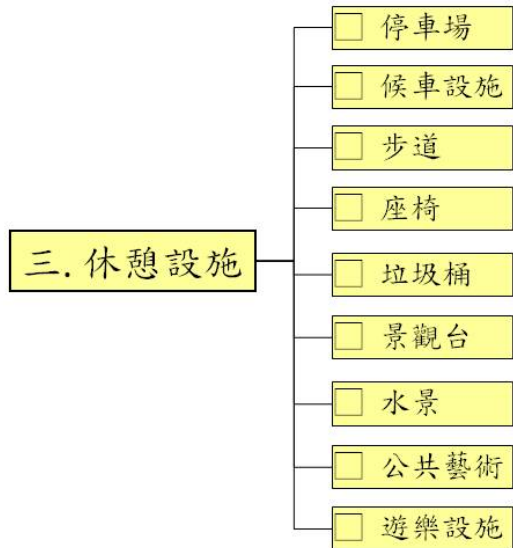 停車場
候車設施
步道
座椅
三. 休憩設施
垃圾桶
景觀台
水景
公共藝術
遊樂設施